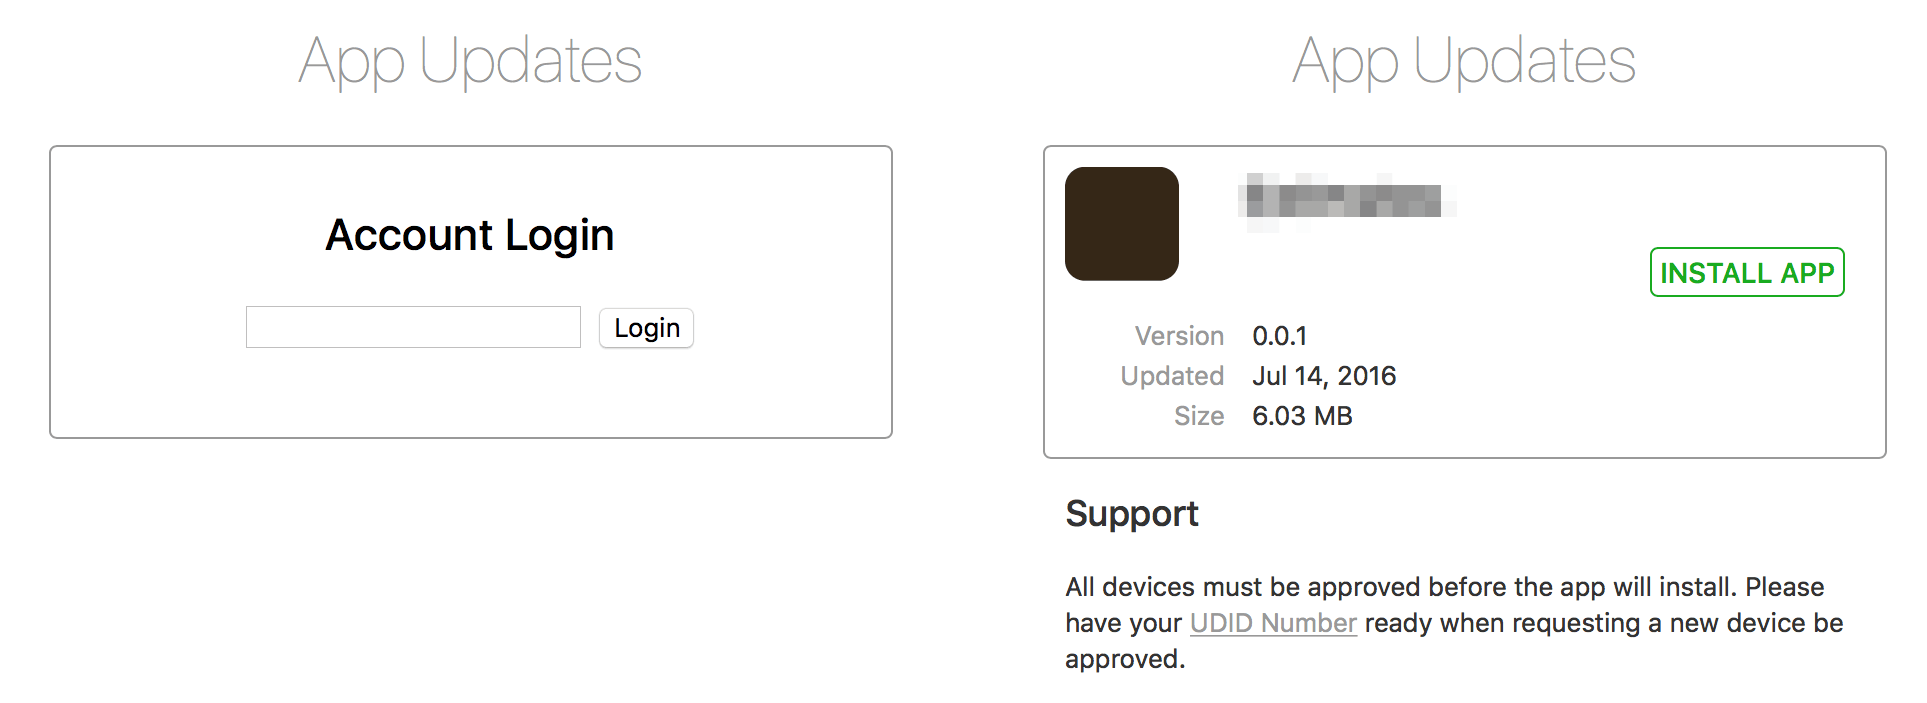 App Updates
Account Login
Login
App Updates
INSTALL APP
Version 0.0.1
Updated Jul 14, 2016
Size 6.03 MB
Support
All devices must be approved before the app will install. Please
have your UDID Number ready when requesting a new device be
approved.